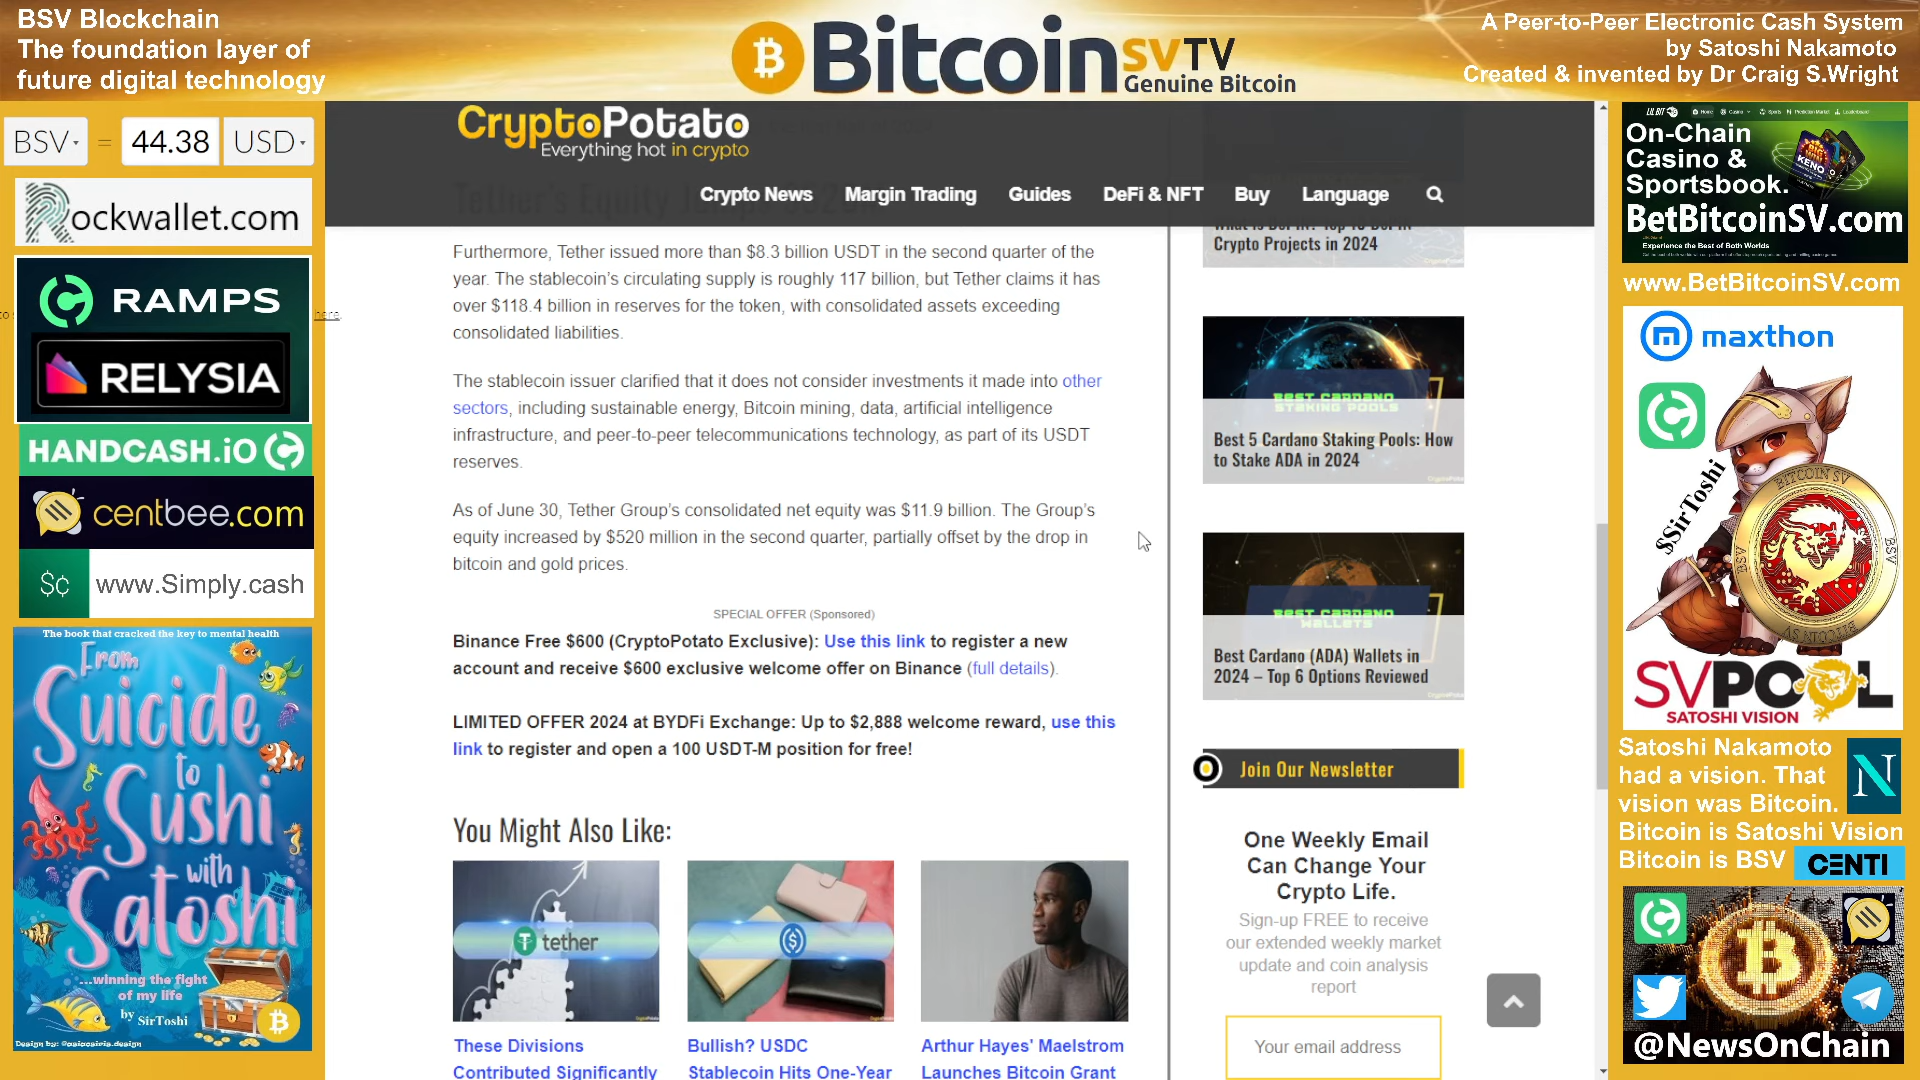 BSV Blockchain
The foundation layer of
future digital technology
Bitcoin SVTV
Genuine Bitcoin
A Peer-to-Peer Electronic Cash System
by Satoshi Nakamoto
Created & invented by Dr Craig S.Wright
BSV = 44.38 USD
Rockwallet.com
RAMPS
RELYSIA
HANDCASH.iO
centbee.com
$c www.Simply.cash
The book that cracked the key to mental health
From
Suicide
to
Sushi
with
Satoshi
...winning the fight
of my life
by SirToshi
here.
CryptoPotato
Everything hot in crypto
Crypto News
Margin Trading
Guides
DeFi & NFT
Buy
Language
Furthermore, Tether issued more than $8.3 billion USDT in the second quarter of the
year. The stablecoin’s circulating supply is roughly 117 billion, but Tether claims it has
over $118.4 billion in reserves for the token, with consolidated assets exceeding
consolidated liabilities.
The stablecoin issuer clarified that it does not consider investments it made into other
sectors, including sustainable energy, Bitcoin mining, data, artificial intelligence
infrastructure, and peer-to-peer telecommunications technology, as part of its USDT
reserves.
As of June 30, Tether Group’s consolidated net equity was $11.9 billion. The Group’s
equity increased by $520 million in the second quarter, partially offset by the drop in
bitcoin and gold prices.
SPECIAL OFFER (Sponsored)
Binance Free $600 (CryptoPotato Exclusive): Use this link to register a new
account and receive $600 exclusive welcome offer on Binance (full details).
LIMITED OFFER 2024 at BYDFi Exchange: Up to $2,888 welcome reward, use this
link to register and open a 100 USDT-M position for free!
You Might Also Like:
tether
These Divisions
Contributed Significantly
Bullish? USDC
Stablecoin Hits One-Year
Arthur Hayes' Maelstrom
Launches Bitcoin Grant
Crypto Projects in 2024
BEST CARDANO
STAKING POOLS
Best 5 Cardano Staking Pools: How
to Stake ADA in 2024
BEST CARDANO
WALLETS
Best Cardano (ADA) Wallets in
2024 – Top 6 Options Reviewed
Join Our Newsletter
One Weekly Email
Can Change Your
Crypto Life.
Sign-up FREE to receive
our extended weekly market
update and coin analysis
report
Your email address
On-Chain
Casino &
Sportsbook.
KENO
BetBitcoinSV.com
Experience the Best of Both Worlds
www.BetBitcoinSV.com
maxthon
$SirToshi
BITCOIN SV
SVPOOL
SATOSHI VISION
Satoshi Nakamoto
had a vision. That
vision was Bitcoin.
Bitcoin is Satoshi Vision
Bitcoin is BSV
CENTI
@NewsOnChain